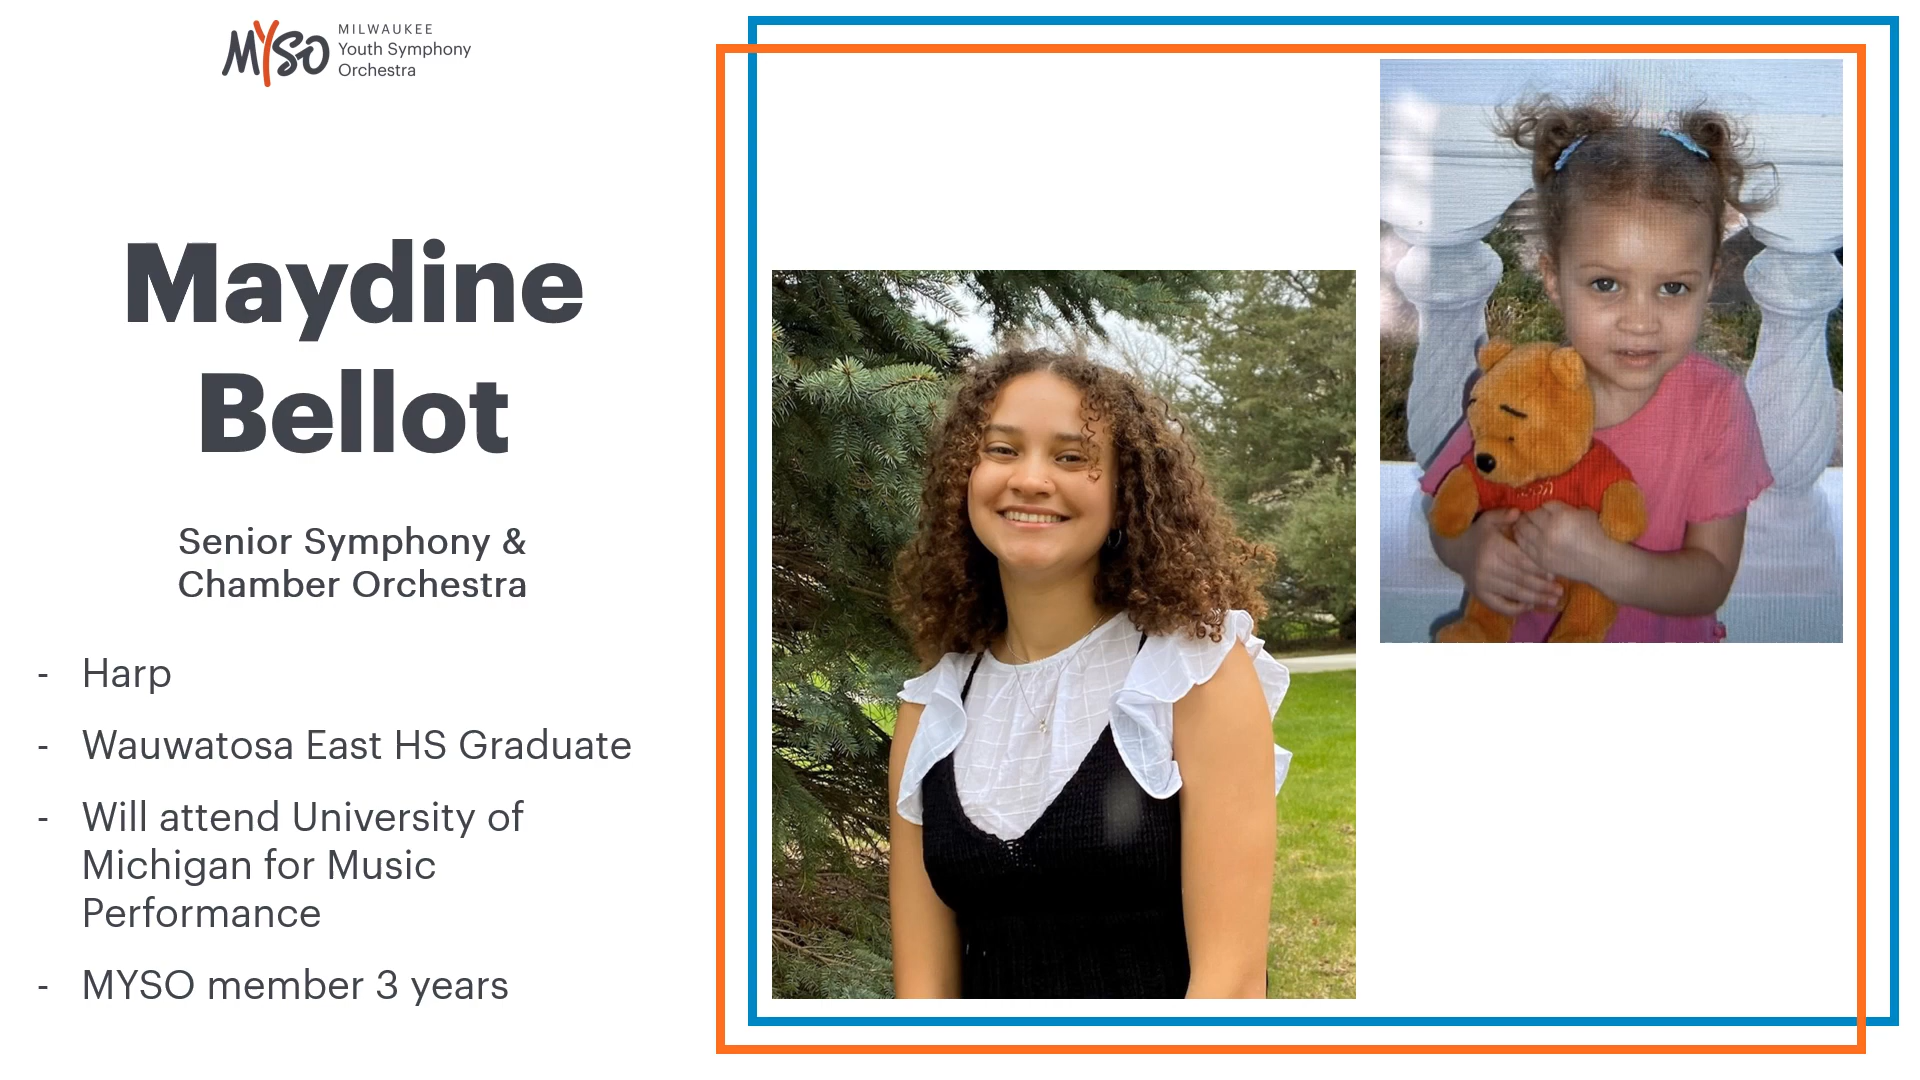 MYSO
MILWAUKEE
Youth Symphony
Orchestra
Maydine
Bellot
Senior Symphony &
Chamber Orchestra
- Harp
- Wauwatosa East HS Graduate
- Will attend University of
Michigan for Music
Performance
- MYSO member 3 years